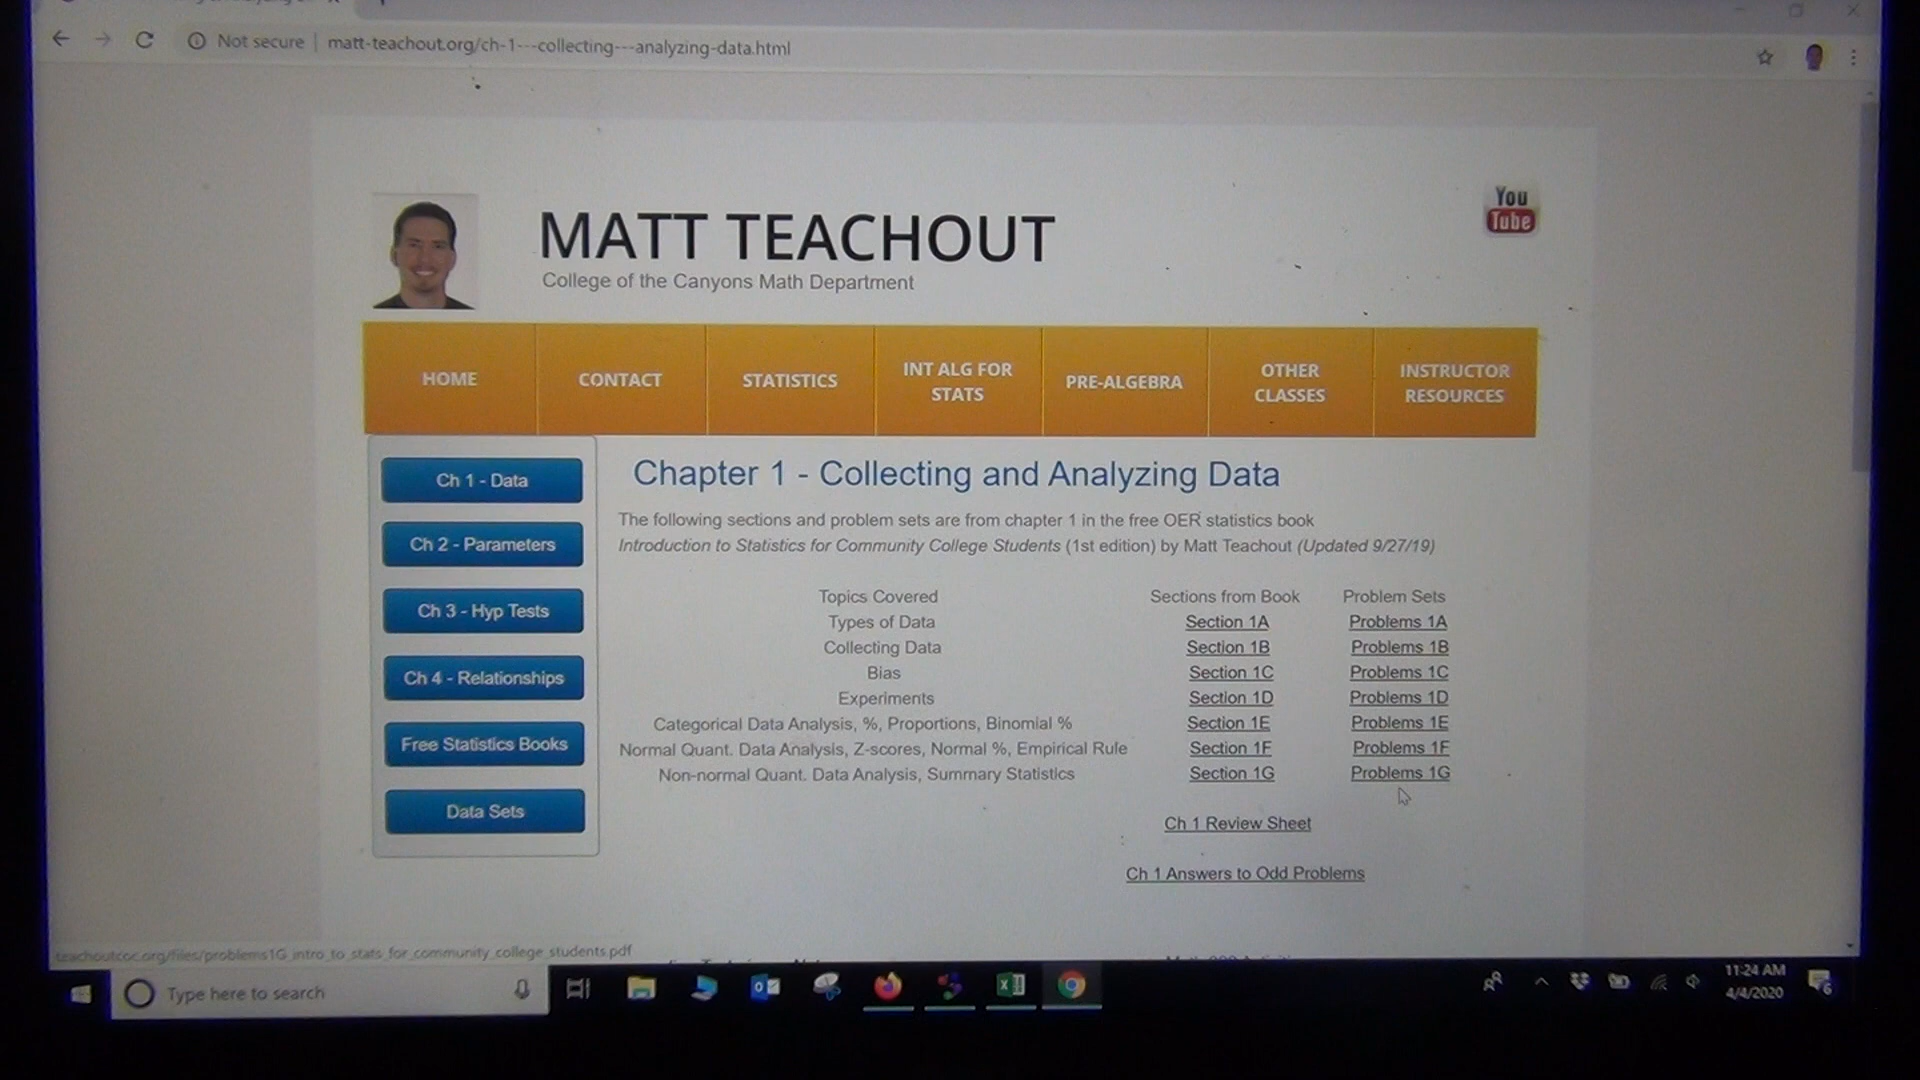 Not secure | matt-teachout.org/ch-1---collecting---analyzing-data.html
MATT TEACHOUT
College of the Canyons Math Department
You
Tube
HOME
CONTACT
STATISTICS
INT ALG FOR
STATS
PRE-ALGEBRA
OTHER
CLASSES
INSTRUCTOR
RESOURCES
Ch 1 - Data
Ch 2 - Parameters
Ch 3 - Hyp Tests
Ch 4 - Relationships
Free Statistics Books
Data Sets
Chapter 1 - Collecting and Analyzing Data
The following sections and problem sets are from chapter 1 in the free OER statistics book
Introduction to Statistics for Community College Students (1st edition) by Matt Teachout (Updated 9/27/19)
Topics Covered Sections from Book Problem Sets
Types of Data Section 1A Problems 1A
Collecting Data Section 1B Problems 1B
Bias Section 1C Problems 1C
Experiments Section 1D Problems 1D
Categorical Data Analysis, %, Proportions, Binomial % Section 1E Problems 1E
Normal Quant. Data Analysis, Z-scores, Normal %, Empirical Rule Section 1F Problems 1F
Non-normal Quant. Data Analysis, Summary Statistics Section 1G Problems 1G
Ch 1 Review Sheet
Ch 1 Answers to Odd Problems
teachoutcoc.org/files/problems1G_intro_to_stats_for_community_college_students.pdf
Type here to search
11:24 AM
4/4/2020
6